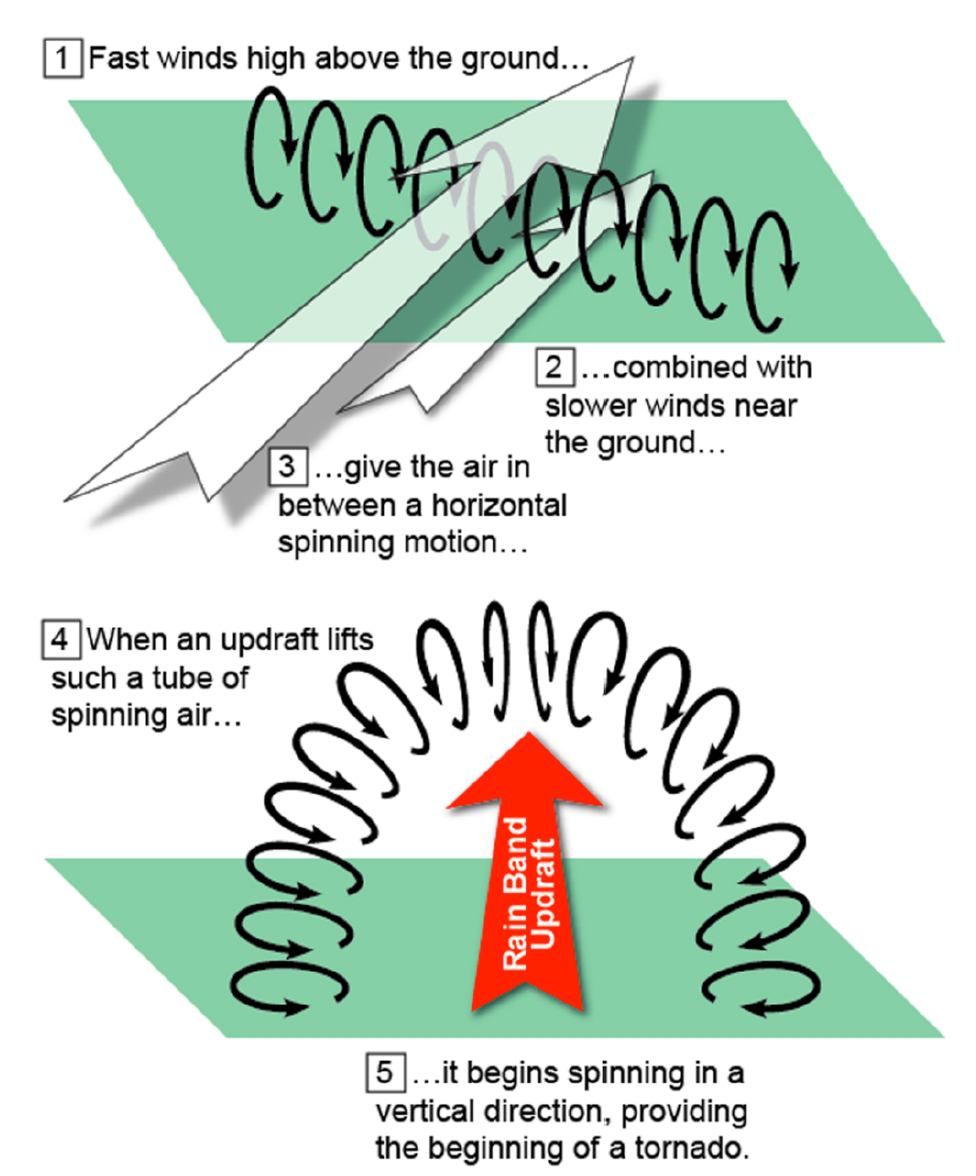 1 Fast winds high above the ground…
2 …combined with
slower winds near
the ground…
3 …give the air in
between a horizontal
spinning motion…
4 When an updraft lifts
such a tube of
spinning air…
Rain Band
Updraft
5 …it begins spinning in a
vertical direction, providing
the beginning of a tornado.